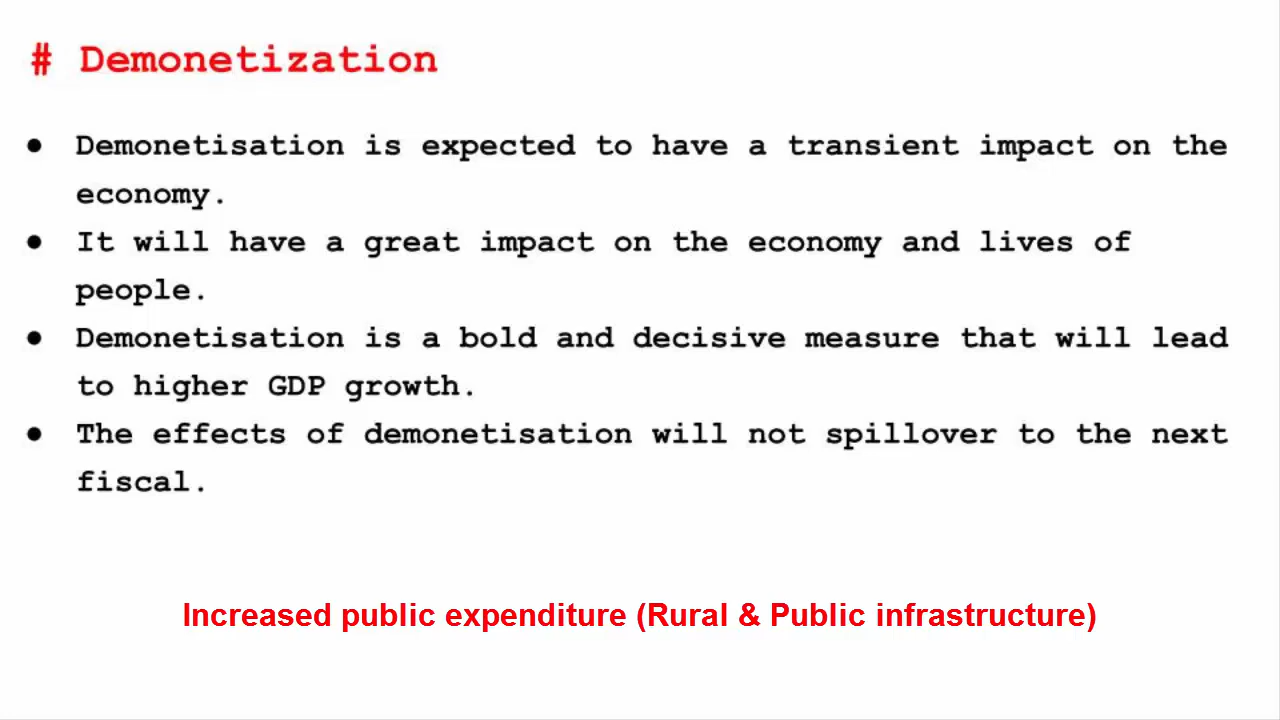 # Demonetization
● Demonetisation is expected to have a transient impact on the
economy.
● It will have a great impact on the economy and lives of
people.
● Demonetisation is a bold and decisive measure that will lead
to higher GDP growth.
● The effects of demonetisation will not spillover to the next
fiscal.
Increased public expenditure (Rural & Public infrastructure)